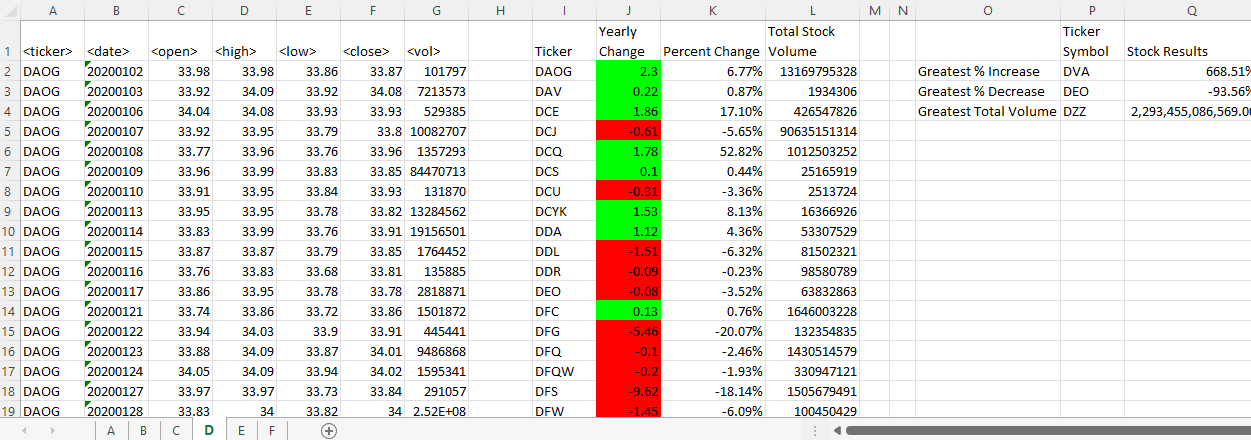 A B C D E F G H I J K L M N O P Q
Yearly Total Stock Ticker
1 <ticker> <date> <open> <high> <low> <close> <vol> Ticker Change Percent Change Volume Symbol Stock Results
2 DAOG 20200102 33.98 33.98 33.86 33.87 101797 DAOG 2.3 6.77% 13169795328 Greatest % Increase DVA 668.51%
3 DAOG 20200103 33.92 34.09 33.92 34.08 7213573 DAV 0.22 0.87% 1934306 Greatest % Decrease DEO -93.56%
4 DAOG 20200106 34.04 34.08 33.93 33.93 529385 DCE 1.86 17.10% 426547826 Greatest Total Volume DZZ 2,293,455,086,569.0
5 DAOG 20200107 33.92 33.95 33.79 33.8 10082707 DCJ -0.61 -5.65% 90635151314
6 DAOG 20200108 33.77 33.96 33.76 33.96 1357293 DCQ 1.78 52.82% 1012503252
7 DAOG 20200109 33.96 33.99 33.83 33.85 84470713 DCS 0.1 0.44% 25165919
8 DAOG 20200110 33.91 33.95 33.84 33.93 131870 DCU -0.31 -3.36% 2513724
9 DAOG 20200113 33.95 33.95 33.78 33.82 13284562 DCYK 1.53 8.13% 16366926
10 DAOG 20200114 33.83 33.99 33.76 33.91 19156501 DDA 1.12 4.36% 53307529
11 DAOG 20200115 33.87 33.87 33.79 33.85 1764452 DDL -1.51 -6.32% 81502321
12 DAOG 20200116 33.76 33.83 33.68 33.81 135885 DDR -0.09 -0.23% 98580789
13 DAOG 20200117 33.86 33.95 33.78 33.78 2818871 DEO -0.08 -3.52% 63832863
14 DAOG 20200121 33.74 33.86 33.72 33.86 1501872 DFC 0.13 0.76% 1646003228
15 DAOG 20200122 33.94 34.03 33.9 33.91 445441 DFG -5.46 -20.07% 132354835
16 DAOG 20200123 33.88 34.09 33.87 34.01 9486868 DFQ -0.1 -2.46% 1430514579
17 DAOG 20200124 34.05 34.09 33.94 34.02 1595341 DFQW -0.2 -1.93% 330947121
18 DAOG 20200127 33.97 33.97 33.73 33.84 291057 DFS -9.62 -18.14% 1505679491
19 DAOG 20200128 33.83 34 33.82 34 2.52E+08 DFW -1.45 -6.09% 100450429
A B C D E F